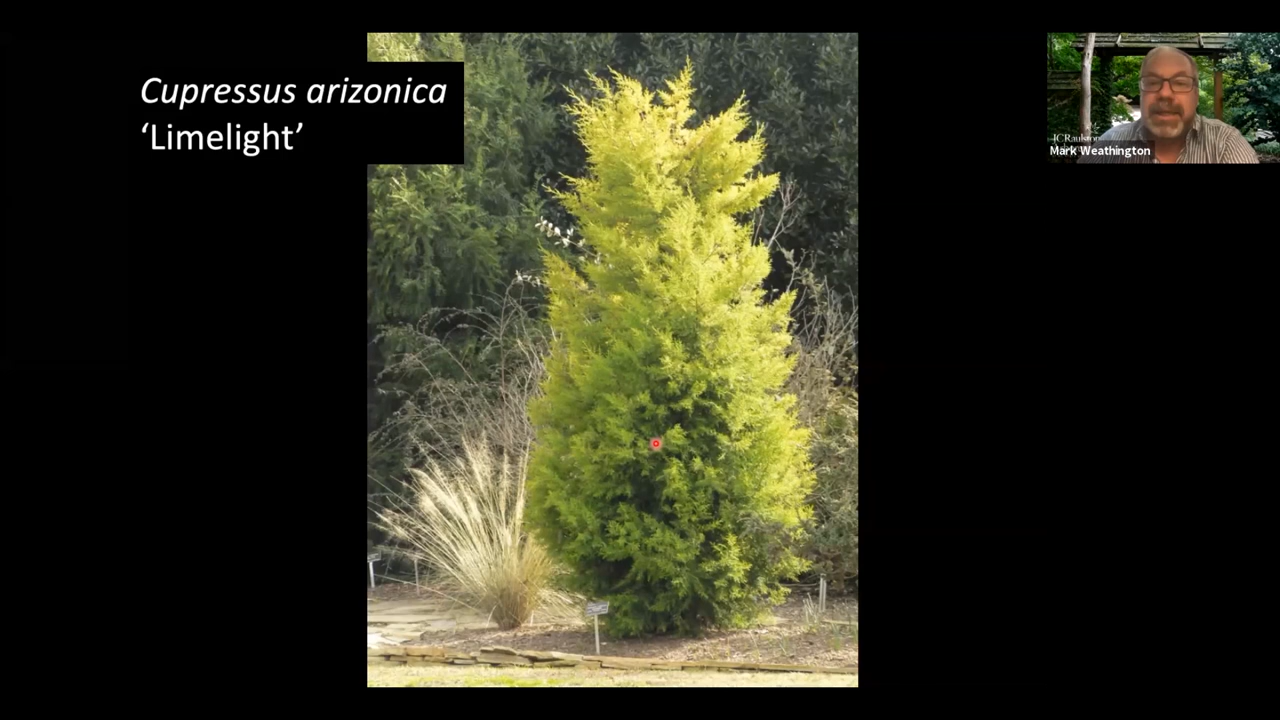 Cupressus arizonica
‘Limelight’
JCRaulston
Mark Weathington